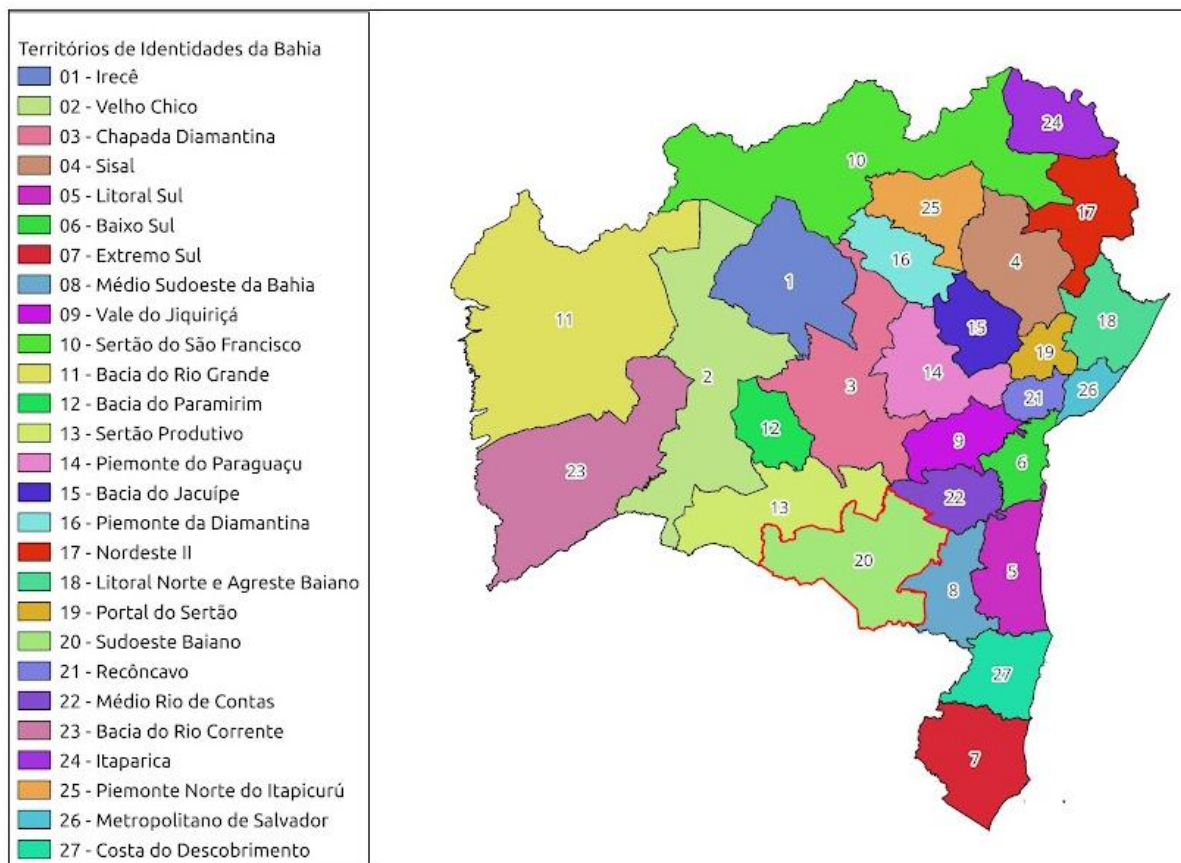 Territórios de Identidades da Bahia
01 - Irecê
02 - Velho Chico
03 - Chapada Diamantina
04 - Sisal
05 - Litoral Sul
06 - Baixo Sul
07 - Extremo Sul
08 - Médio Sudoeste da Bahia
09 - Vale do Jiquiriçá
10 - Sertão do São Francisco
11 - Bacia do Rio Grande
12 - Bacia do Paramirim
13 - Sertão Produtivo
14 - Piemonte do Paraguaçu
15 - Bacia do Jacuípe
16 - Piemonte da Diamantina
17 - Nordeste II
18 - Litoral Norte e Agreste Baiano
19 - Portal do Sertão
20 - Sudoeste Baiano
21 - Recôncavo
22 - Médio Rio de Contas
23 - Bacia do Rio Corrente
24 - Itaparica
25 - Piemonte Norte do Itapicurú
26 - Metropolitano de Salvador
27 - Costa do Descobrimento
24
10
25
17
16
4
1
11
15
18
19
2
14
3
26
21
12
9
6
23
22
13
20
5
8
27
7